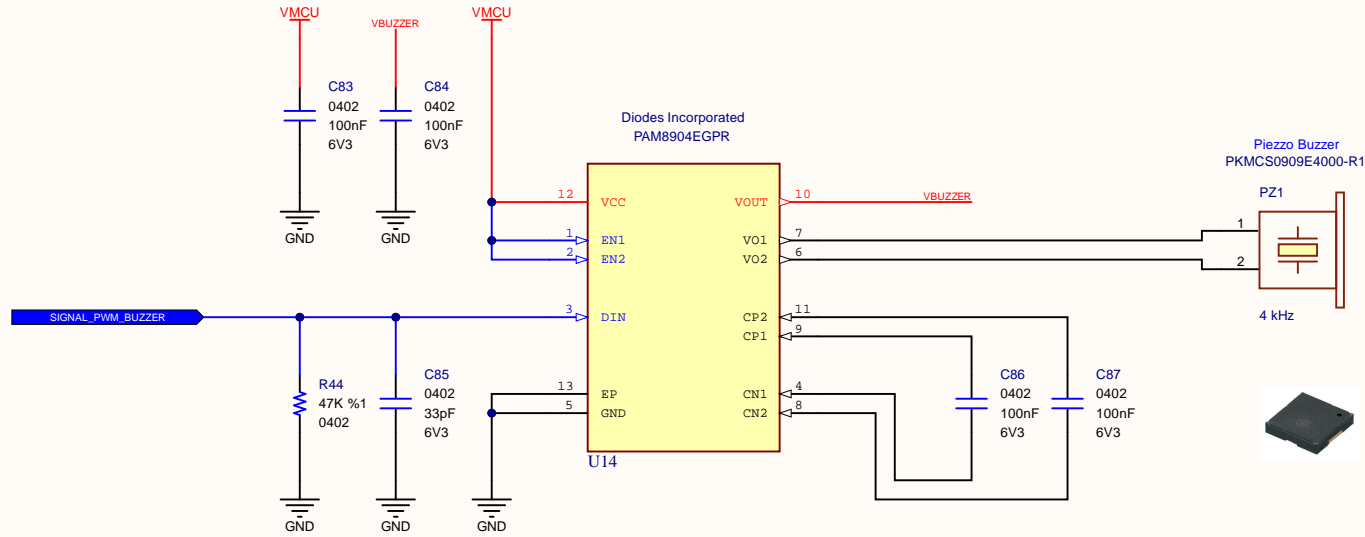 VMCU
VBUZZER
VMCU
C83
0402
100nF
6V3
GND
C84
0402
100nF
6V3
GND
Diodes Incorporated
PAM8904EGPR
12 VCC
1 EN1
2 EN2
3 DIN
13 EP
5 GND
VOUT 10
VBUZZER
VO1 7
VO2 6
CP2 11
CP1 9
CN1 4
CN2 8
U14
Piezzo Buzzer
PKMCS0909E4000-R1
PZ1
1
2
4 kHz
SIGNAL_PWM_BUZZER
R44
47K %1
0402
GND
C85
0402
33pF
6V3
GND
GND
C86
0402
100nF
6V3
C87
0402
100nF
6V3